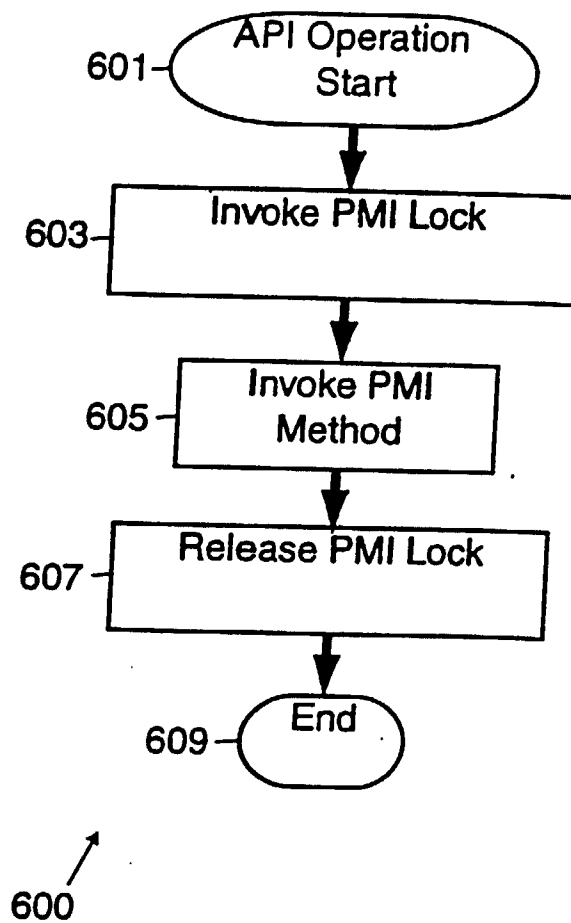 API Operation
Start
601
Invoke PMI Lock
603
Invoke PMI
Method
605
Release PMI Lock
607
End
609
600